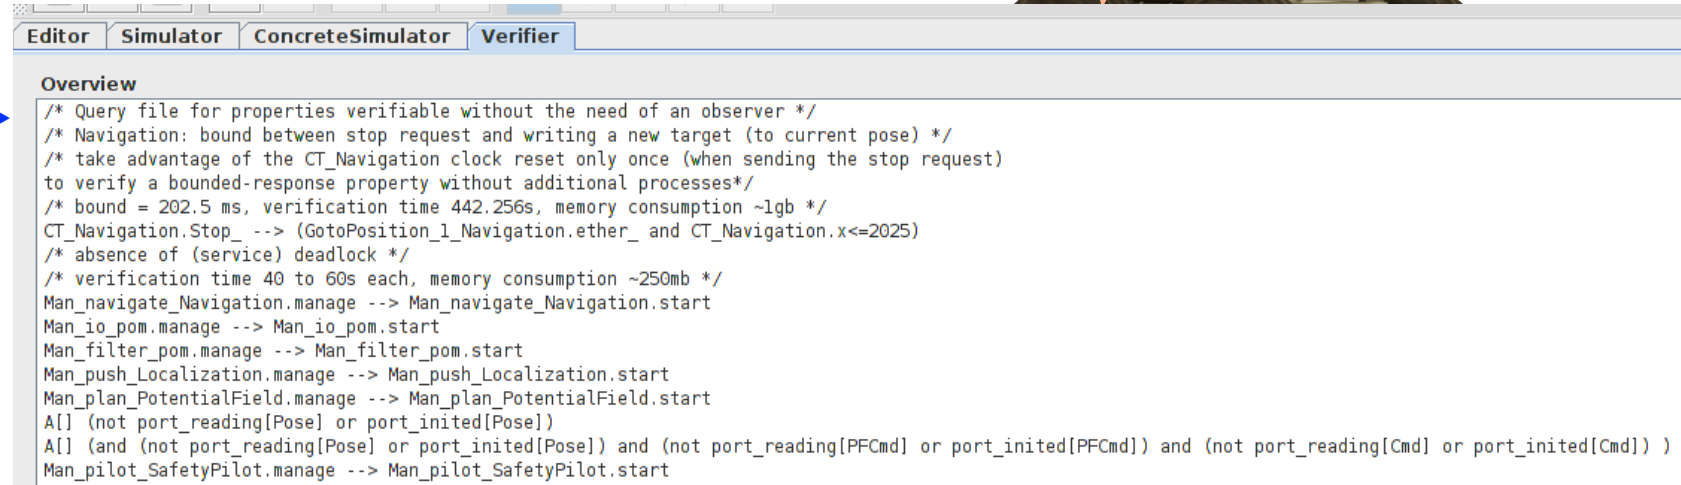 Editor Simulator ConcreteSimulator Verifier
Overview
/* Query file for properties verifiable without the need of an observer */
/* Navigation: bound between stop request and writing a new target (to current pose) */
/* take advantage of the CT_Navigation clock reset only once (when sending the stop request)
to verify a bounded-response property without additional processes*/
/* bound = 202.5 ms, verification time 442.256s, memory consumption ~1gb */
CT_Navigation.Stop_ --> (GotoPosition_1_Navigation.ether_ and CT_Navigation.x<=2025)
/* absence of (service) deadlock */
/* verification time 40 to 60s each, memory consumption ~250mb */
Man_navigate_Navigation.manage --> Man_navigate_Navigation.start
Man_io_pom.manage --> Man_io_pom.start
Man_filter_pom.manage --> Man_filter_pom.start
Man_push_Localization.manage --> Man_push_Localization.start
Man_plan_PotentialField.manage --> Man_plan_PotentialField.start
A[] (not port_reading[Pose] or port_inited[Pose])
A[] (and (not port_reading[Pose] or port_inited[Pose]) and (not port_reading[PFCmd] or port_inited[PFCmd]) and (not port_reading[Cmd] or port_inited[Cmd]) )
Man_pilot_SafetyPilot.manage --> Man_pilot_SafetyPilot.start